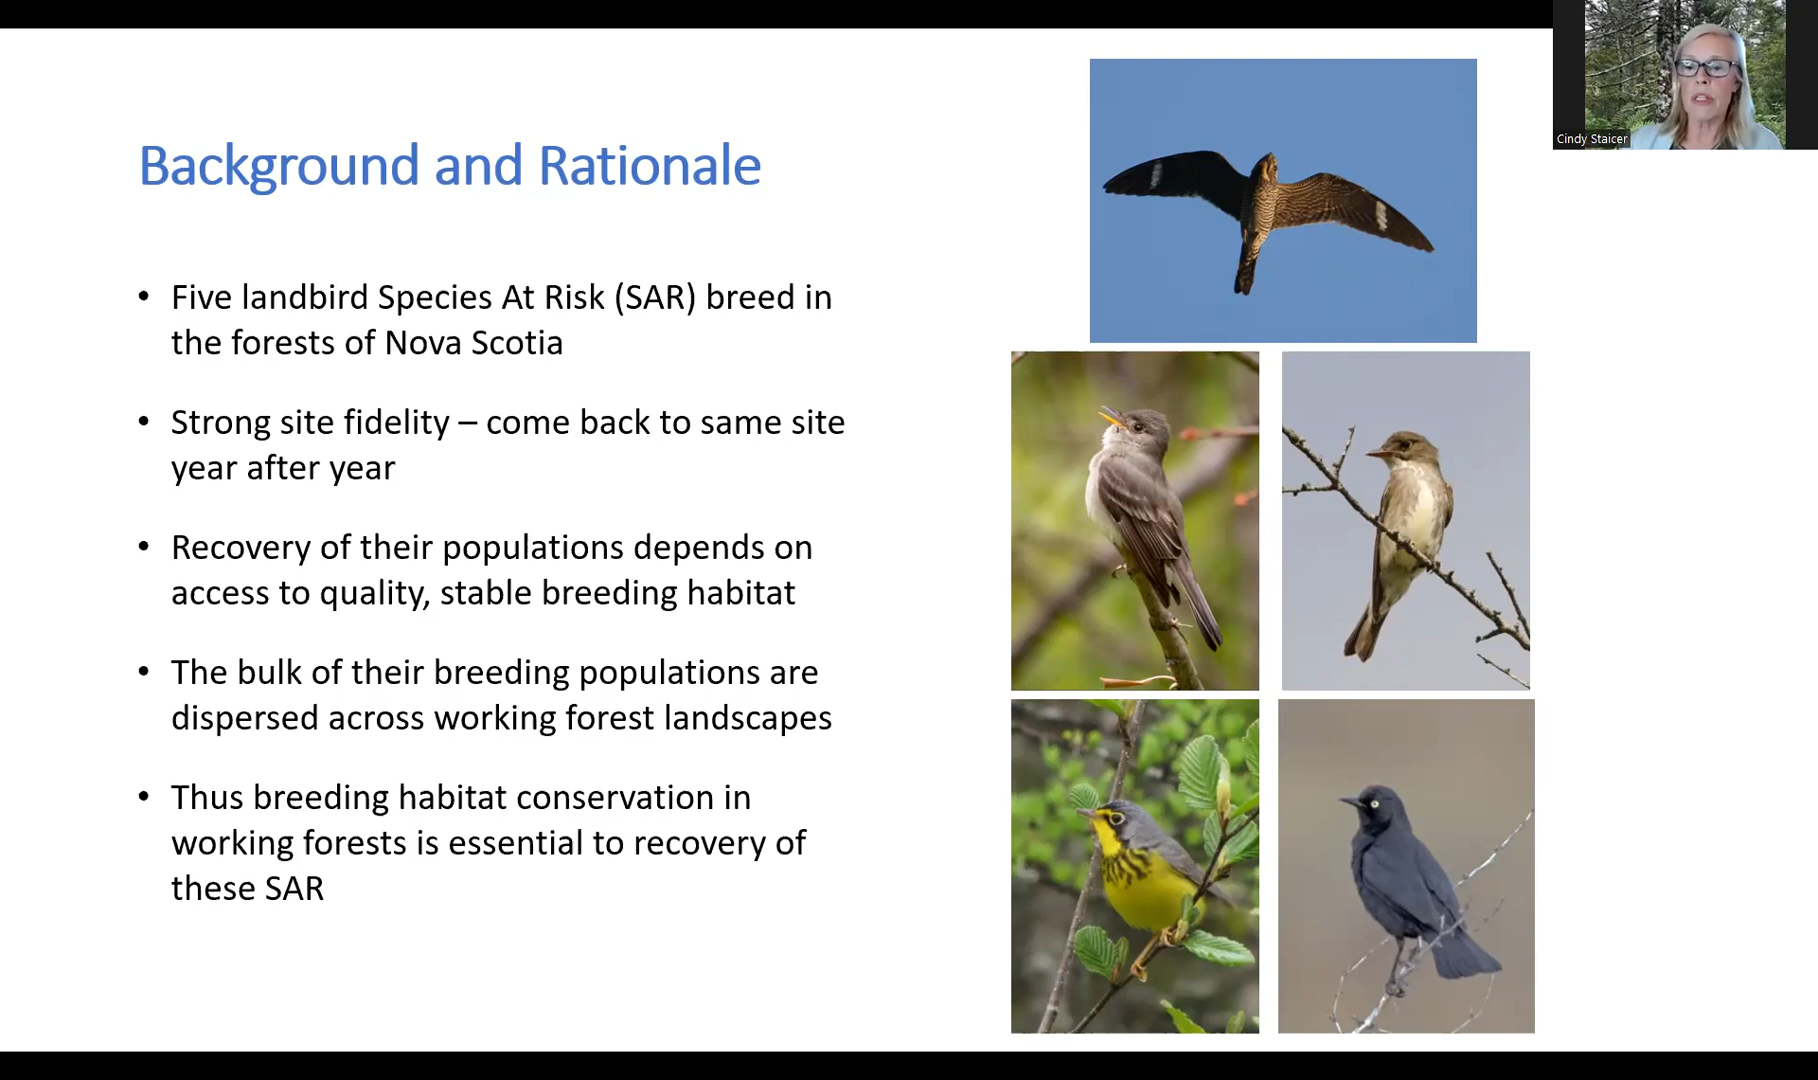 Cindy Staicer
Background and Rationale
• Five landbird Species At Risk (SAR) breed in
the forests of Nova Scotia
• Strong site fidelity – come back to same site
year after year
• Recovery of their populations depends on
access to quality, stable breeding habitat
• The bulk of their breeding populations are
dispersed across working forest landscapes
• Thus breeding habitat conservation in
working forests is essential to recovery of
these SAR